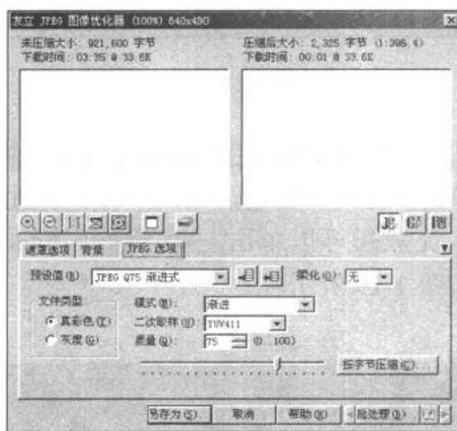 友立 JPEG 图像优化器 (100%) 640x480
未压缩大小: 921,600 字节
压缩后大小: 2,325 字节 (1:396.4)
下载时间: 03:35 @ 33.6K
下载时间: 00:01 @ 33.6K
遮罩选项 背景 JPEG 选项
预设值(R) JPEG Q75 渐进式 柔化(O): 无
文件类型 模式(M): 渐进
真彩色(T) 二次取样(U) YUV411
灰度(G) 质量(Q): 75 (0..100)
按字节压缩(C)...
另存为(S). 取消 帮助(H) 批处理(B)